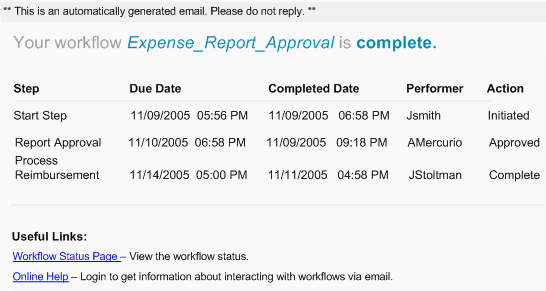 ** This is an automatically generated email. Please do not reply. **
Your workflow Expense_Report_Approval is complete.
Step Due Date Completed Date Performer Action
Start Step 11/09/2005 05:56 PM 11/09/2005 06:58 PM Jsmith Initiated
Report Approval 11/10/2005 06:58 PM 11/09/2005 09:18 PM AMercurio Approved
Process
Reimbursement 11/14/2005 05:00 PM 11/11/2005 04:58 PM JStoltman Complete
Useful Links:
Workflow Status Page – View the workflow status.
Online Help – Login to get information about interacting with workflows via email.